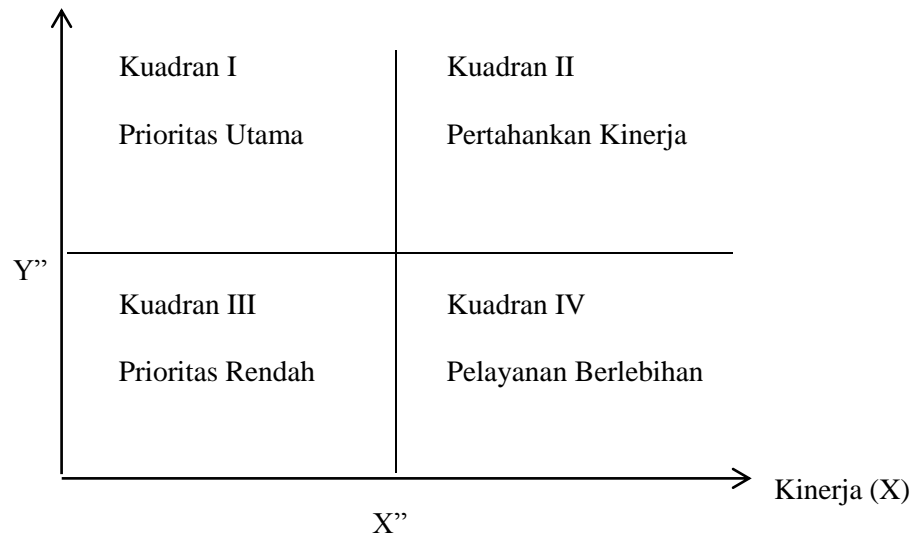 Kuadran I
Kuadran II
Prioritas Utama
Pertahankan Kinerja
Y”
Kuadran III
Kuadran IV
Prioritas Rendah
Pelayanan Berlebihan
Kinerja (X)
X”